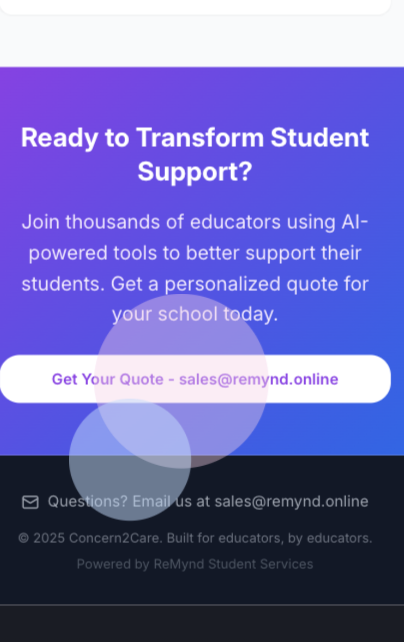 Ready to Transform Student
Support?
Join thousands of educators using AI-
powered tools to better support their
students. Get a personalized quote for
your school today.
Get Your Quote - sales@remynd.online
Questions? Email us at sales@remynd.online
© 2025 Concern2Care. Built for educators, by educators.
Powered by ReMynd Student Services